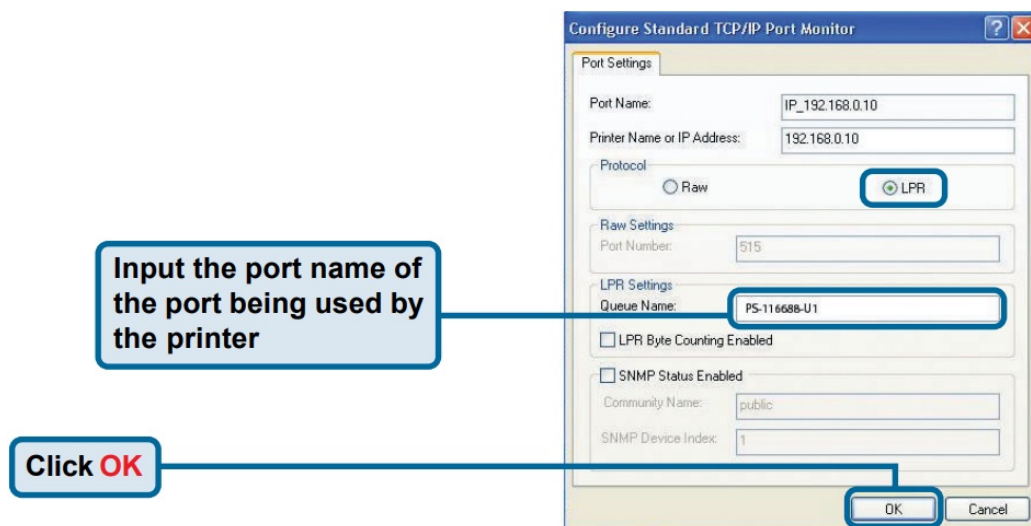 Configure Standard TCP/IP Port Monitor
Port Settings
Port Name: IP_192.168.0.10
Printer Name or IP Address: 192.168.0.10
Protocol
Raw LPR
Raw Settings
Port Number: 515
LPR Settings
Queue Name: PS-116688-U1
LPR Byte Counting Enabled
SNMP Status Enabled
Community Name: public
SNMP Device Index: 1
OK Cancel
Input the port name of
the port being used by
the printer
Click OK